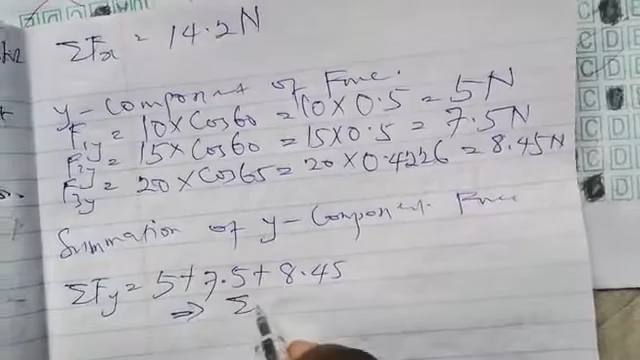 ΣFx = 14.2N
y-Component of Force.
F1y = 10 x Cos60 = 10 x 0.5 = 5N
F2y = 15 x Cos60 = 15 x 0.5 = 7.5N
F3y = 20 x Cos65 = 20 x 0.4226 = 8.45N
Summation of y-Component Force
ΣFy = 5 + 7.5 + 8.45
⇒ Σ